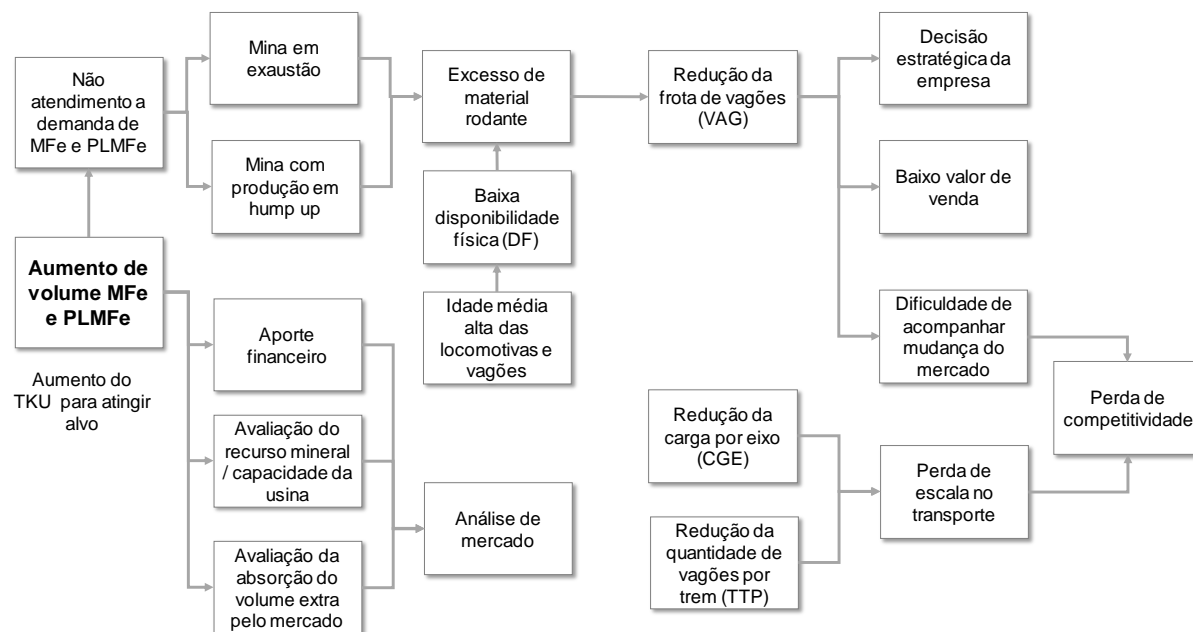 Não
atendimento a
demanda de
MFe e PLMFe
Mina em
exaustão
Mina com
produção em
hump up
Excesso de
material
rodante
Redução da
frota de vagões
(VAG)
Decisão
estratégica da
empresa
Baixo valor de
venda
Baixa
disponibilidade
física (DF)
Idade média
alta das
locomotivas e
vagões
Aumento de
volume MFe
e PLMFe
Aumento do
TKU para atingir
alvo
Aporte
financeiro
Avaliação do
recurso mineral
/ capacidade da
usina
Avaliação da
absorção do
volume extra
pelo mercado
Análise de
mercado
Dificuldade de
acompanhar
mudança do
mercado
Redução da
carga por eixo
(CGE)
Redução da
quantidade de
vagões por
trem (TTP)
Perda de
escala no
transporte
Perda de
competitividade